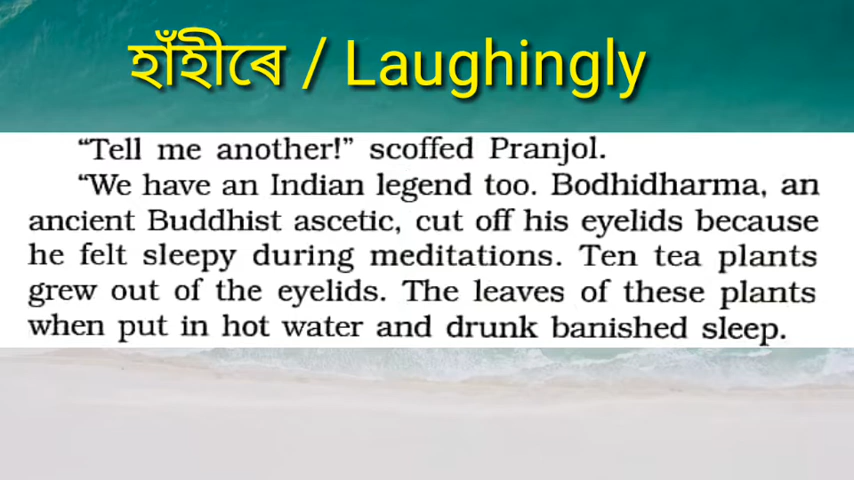 হাঁহীৰে / Laughingly
“Tell me another!” scoffed Pranjol.
“We have an Indian legend too. Bodhidharma, an
ancient Buddhist ascetic, cut off his eyelids because
he felt sleepy during meditations. Ten tea plants
grew out of the eyelids. The leaves of these plants
when put in hot water and drunk banished sleep.